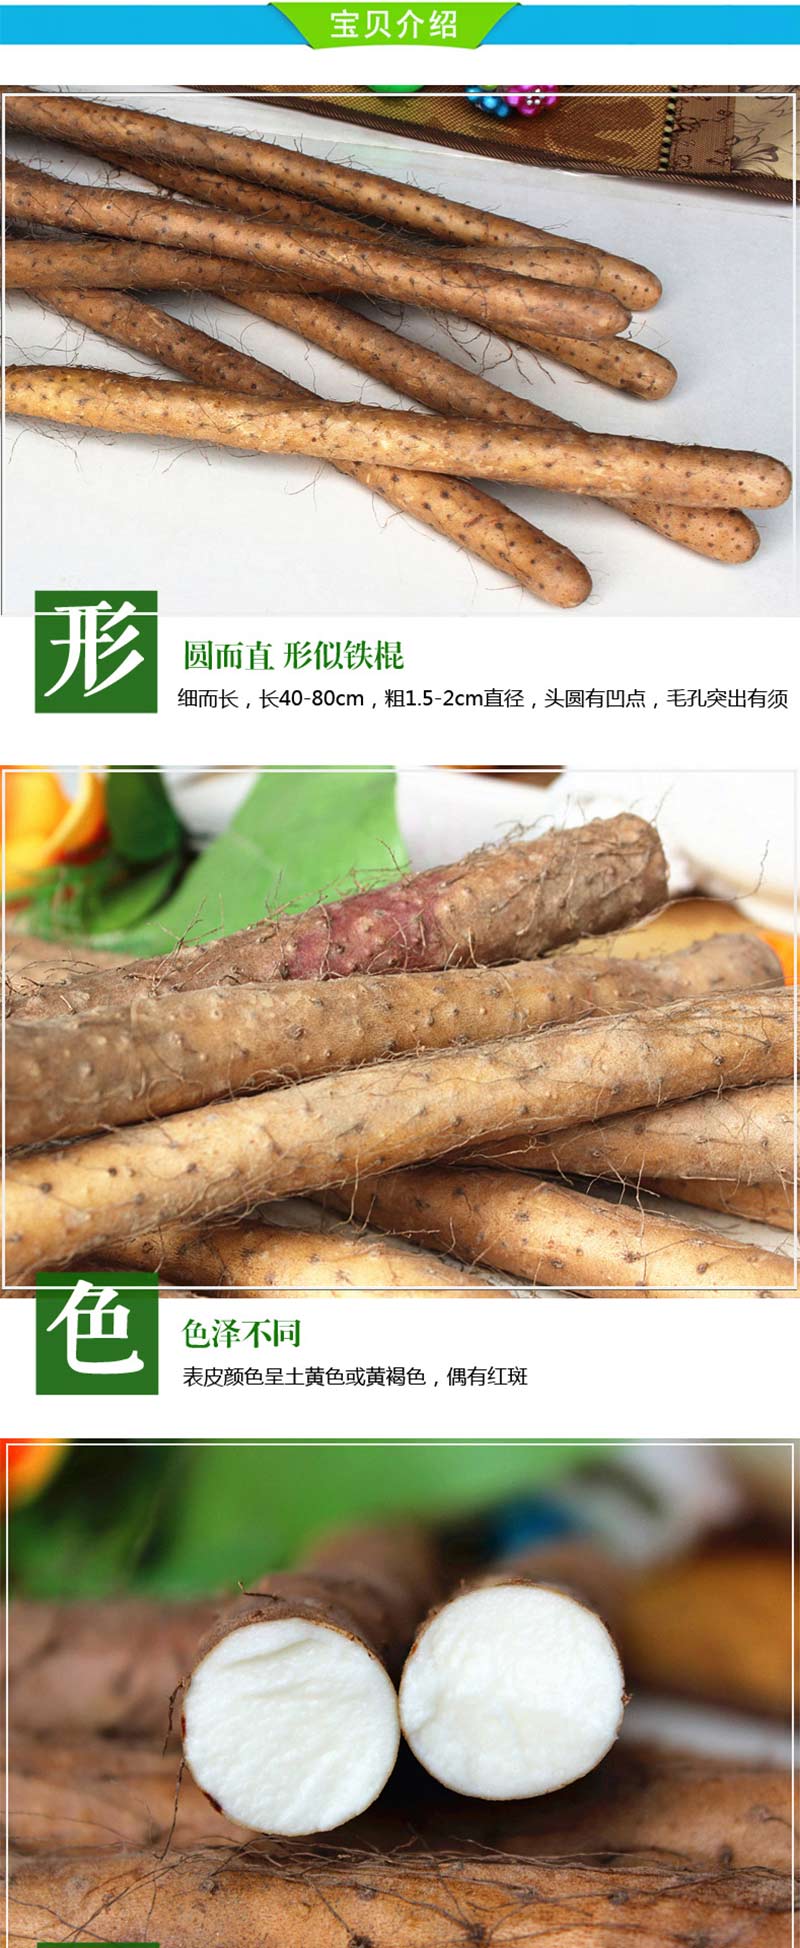 宝贝介绍
形
圆而直 形似铁棍
细而长，长40-80cm，粗1.5-2cm直径，头圆有凹点，毛孔突出有须
色
色泽不同
表皮颜色呈土黄色或黄褐色，偶有红斑